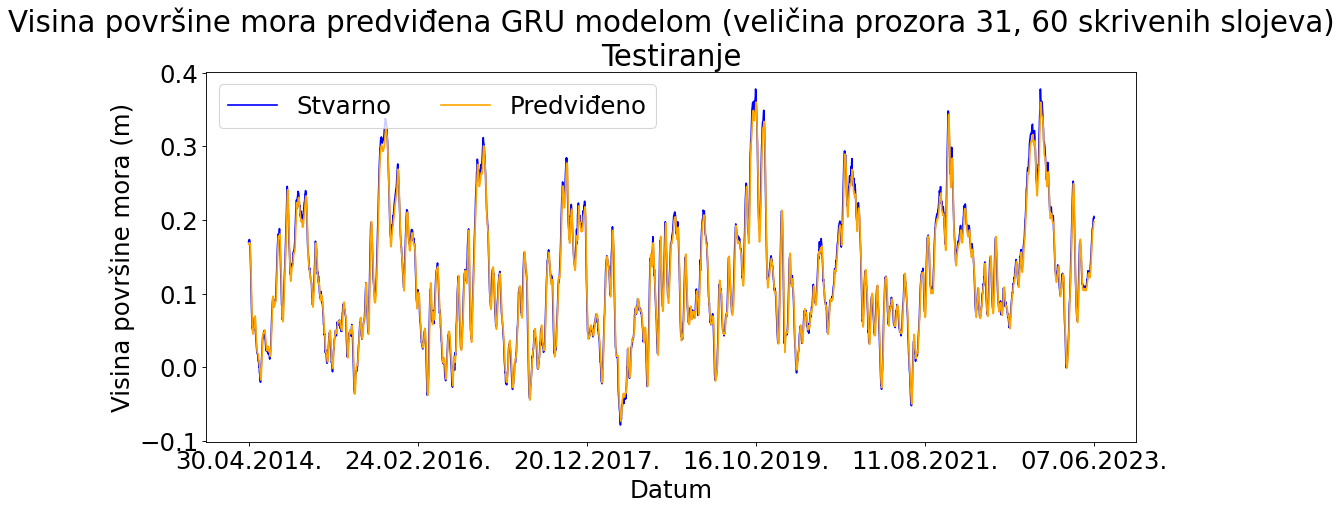 Visina površine mora predviđena GRU modelom (veličina prozora 31, 60 skrivenih slojeva)
Testiranje
Stvarno Predviđeno
Visina površine mora (m)
0.4
0.3
0.2
0.1
0.0
−0.1
30.04.2014. 24.02.2016. 20.12.2017. 16.10.2019. 11.08.2021. 07.06.2023.
Datum